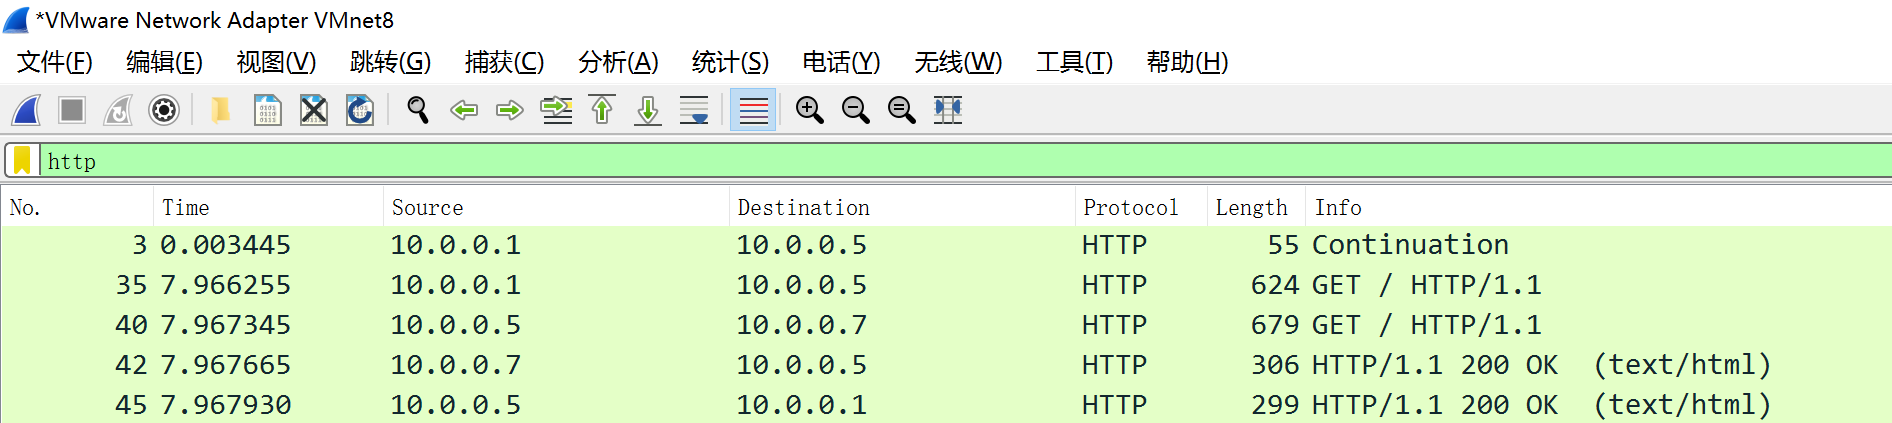 *VMware Network Adapter VMnet8
文件(F) 编辑(E) 视图(V) 跳转(G) 捕获(C) 分析(A) 统计(S) 电话(Y) 无线(W) 工具(T) 帮助(H)
http
No. Time Source Destination Protocol Length Info
3 0.003445 10.0.0.1 10.0.0.5 HTTP 55 Continuation
35 7.966255 10.0.0.1 10.0.0.5 HTTP 624 GET / HTTP/1.1
40 7.967345 10.0.0.5 10.0.0.7 HTTP 679 GET / HTTP/1.1
42 7.967665 10.0.0.7 10.0.0.5 HTTP 306 HTTP/1.1 200 OK (text/html)
45 7.967930 10.0.0.5 10.0.0.1 HTTP 299 HTTP/1.1 200 OK (text/html)